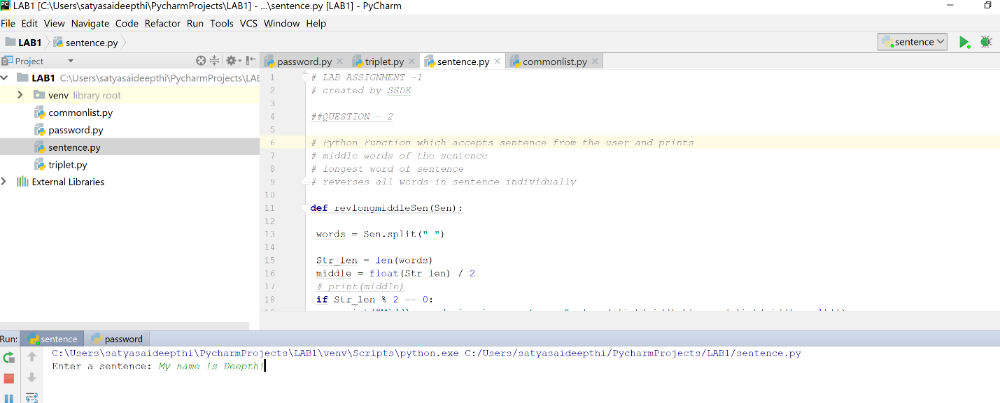 LAB1 [C:\Users\satyasaideepthi\PycharmProjects\LAB1] - ...\sentence.py [LAB1] - PyCharm
File Edit View Navigate Code Refactor Run Tools VCS Window Help
LAB1 sentence.py sentence
Project password.py triplet.py sentence.py commonlist.py
LAB1 C:\Users\satyasaideepthi\PycharmProjects\LAB
venv library root
commonlist.py
password.py
sentence.py
triplet.py
External Libraries
1 # LAB ASSIGNMENT -1
2 # created by SSDK
3
4 ##QUESTION - 2
5
6 # Python Function which accepts sentence from the user and prints
7 # middle words of the sentence
8 # longest word of sentence
9 # reverses all words in sentence individually
10
11 def revlongmiddleSen(Sen):
12
13 words = Sen.split(" ")
14
15 Str_len = len(words)
16 middle = float(Str_len) / 2
17 # print(middle)
18 if Str_len % 2 == 0:
Run: sentence password
C:\Users\satyasaideepthi\PycharmProjects\LAB1\venv\Scripts\python.exe C:/Users/satyasaideepthi/PycharmProjects/LAB1/sentence.py
Enter a sentence: My name is Deepthi